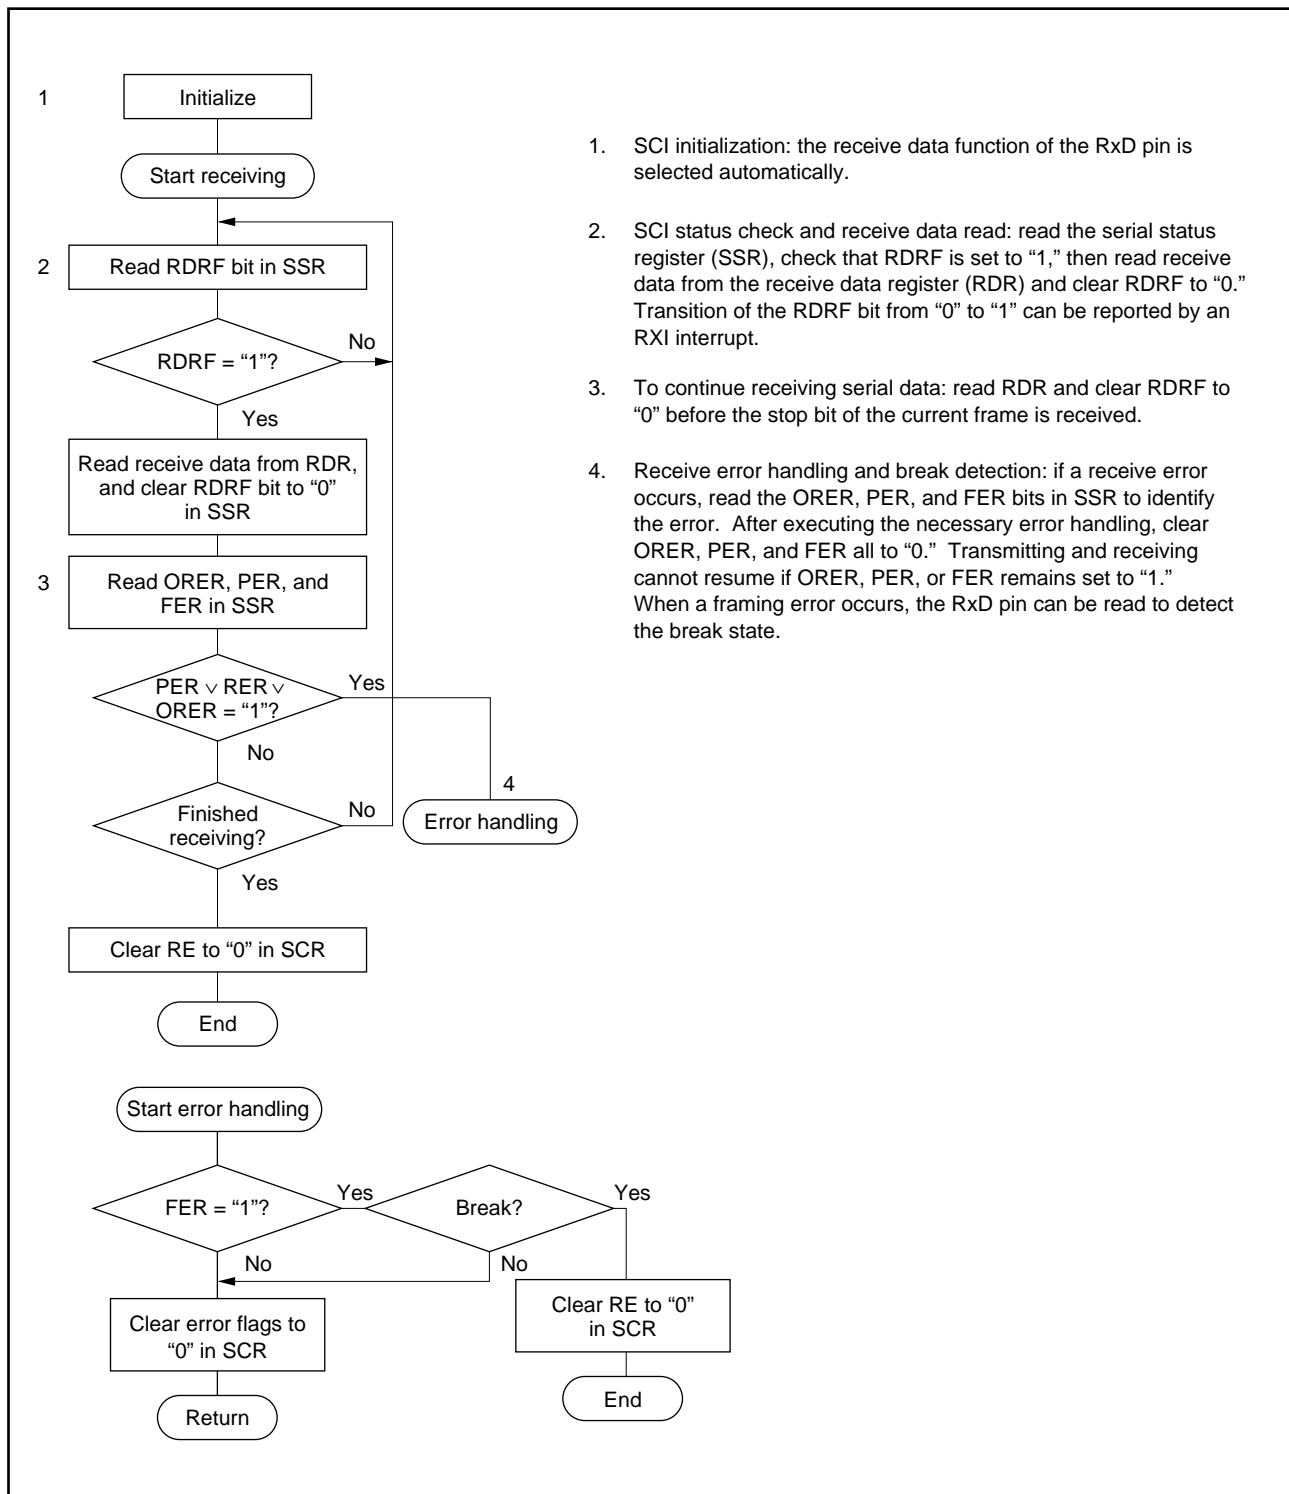 1
Initialize
Start receiving
2
Read RDRF bit in SSR
RDRF = “1”?
No
Yes
Read receive data from RDR,
and clear RDRF bit to “0”
in SSR
3
Read ORER, PER, and
FER in SSR
PER ∨ RER ∨
ORER = “1”?
Yes
No
4
Error handling
Finished
receiving?
No
Yes
Clear RE to “0” in SCR
End
1. SCI initialization: the receive data function of the RxD pin is
selected automatically.
2. SCI status check and receive data read: read the serial status
register (SSR), check that RDRF is set to “1,” then read receive
data from the receive data register (RDR) and clear RDRF to “0.”
Transition of the RDRF bit from “0” to “1” can be reported by an
RXI interrupt.
3. To continue receiving serial data: read RDR and clear RDRF to
“0” before the stop bit of the current frame is received.
4. Receive error handling and break detection: if a receive error
occurs, read the ORER, PER, and FER bits in SSR to identify
the error. After executing the necessary error handling, clear
ORER, PER, and FER all to “0.” Transmitting and receiving
cannot resume if ORER, PER, or FER remains set to “1.”
When a framing error occurs, the RxD pin can be read to detect
the break state.
Start error handling
FER = “1”?
Yes
Break?
Yes
No
No
Clear error flags to
“0” in SCR
Return
Clear RE to “0”
in SCR
End